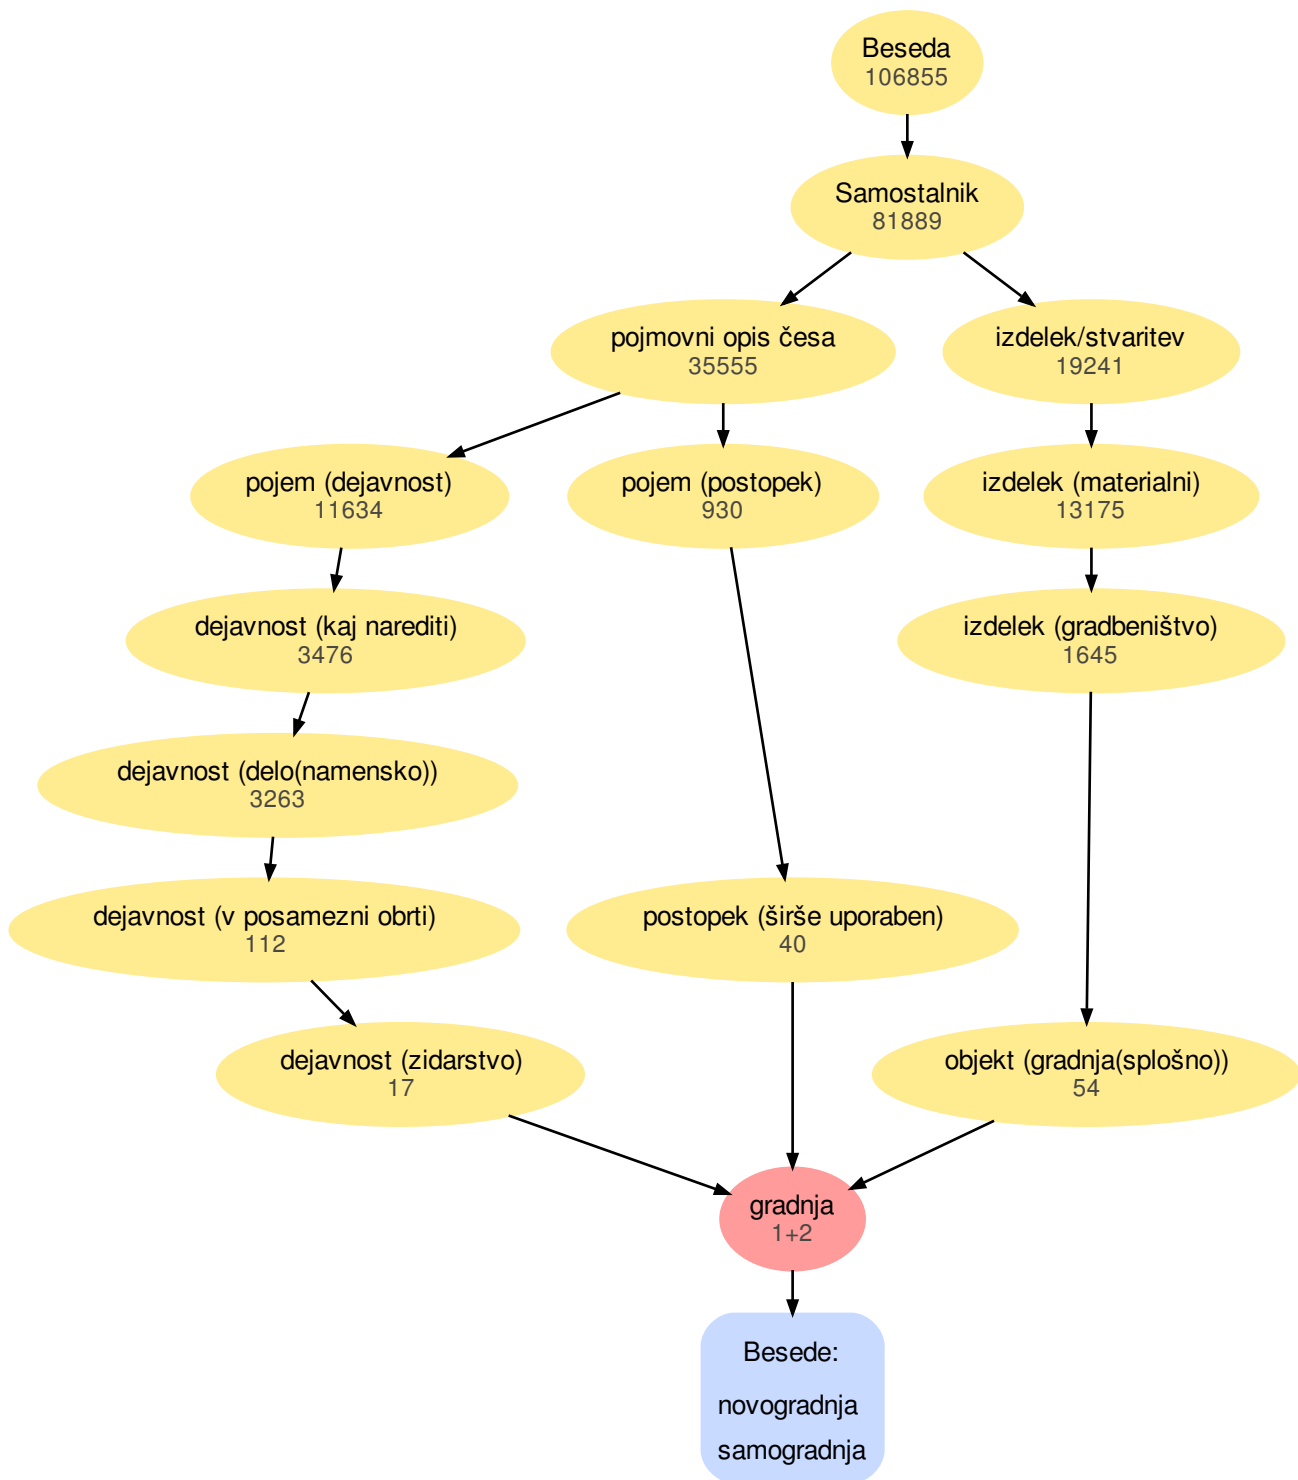 Beseda
106855
Samostalnik
81889
pojmovni opis česa
35555
izdelek/stvaritev
19241
pojem (dejavnost)
11634
pojem (postopek)
930
izdelek (materialni)
13175
dejavnost (kaj narediti)
3476
izdelek (gradbeništvo)
1645
dejavnost (delo(namensko))
3263
dejavnost (v posamezni obrti)
112
postopek (širše uporaben)
40
dejavnost (zidarstvo)
17
objekt (gradnja(splošno))
54
gradnja
1+2
Besede:
novogradnja
samogradnja